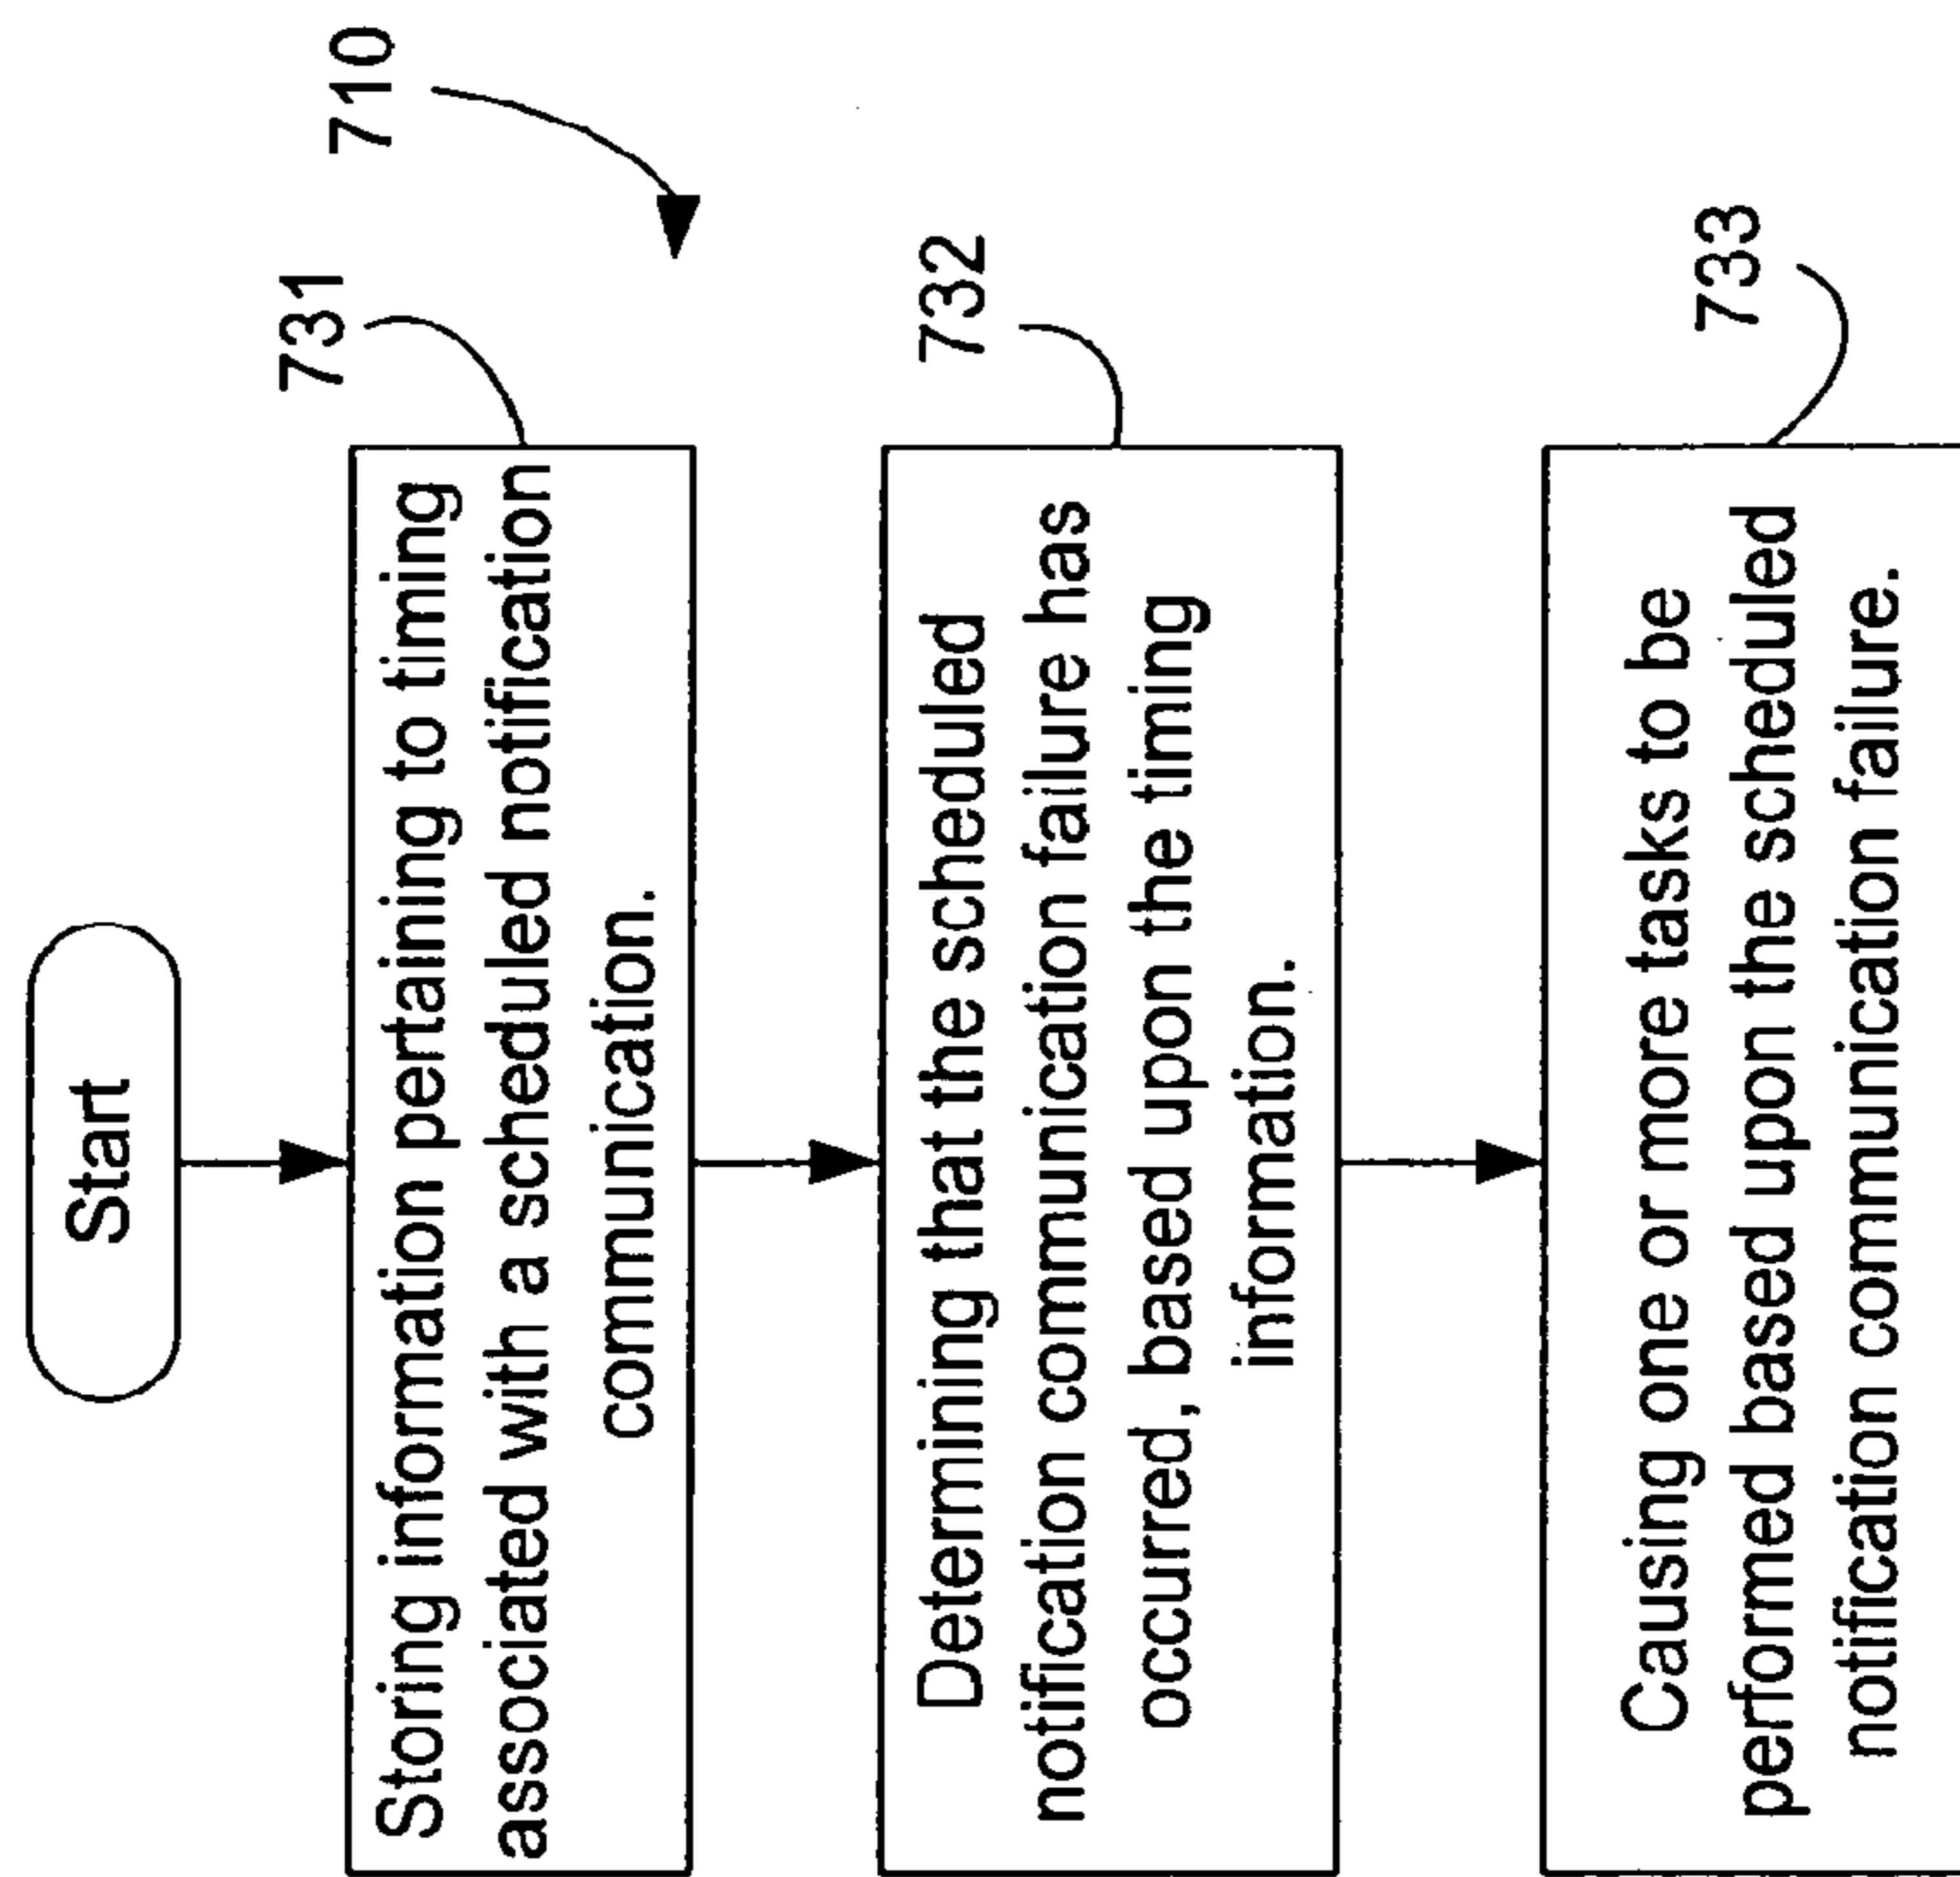 Start
710
731
Storing information pertaining to timing
associated with a scheduled notification
communication.
732
Determining that the scheduled
notification communication failure has
occurred, based upon the timing
information.
733
Causing one or more tasks to be
performed based upon the scheduled
notification communication failure.